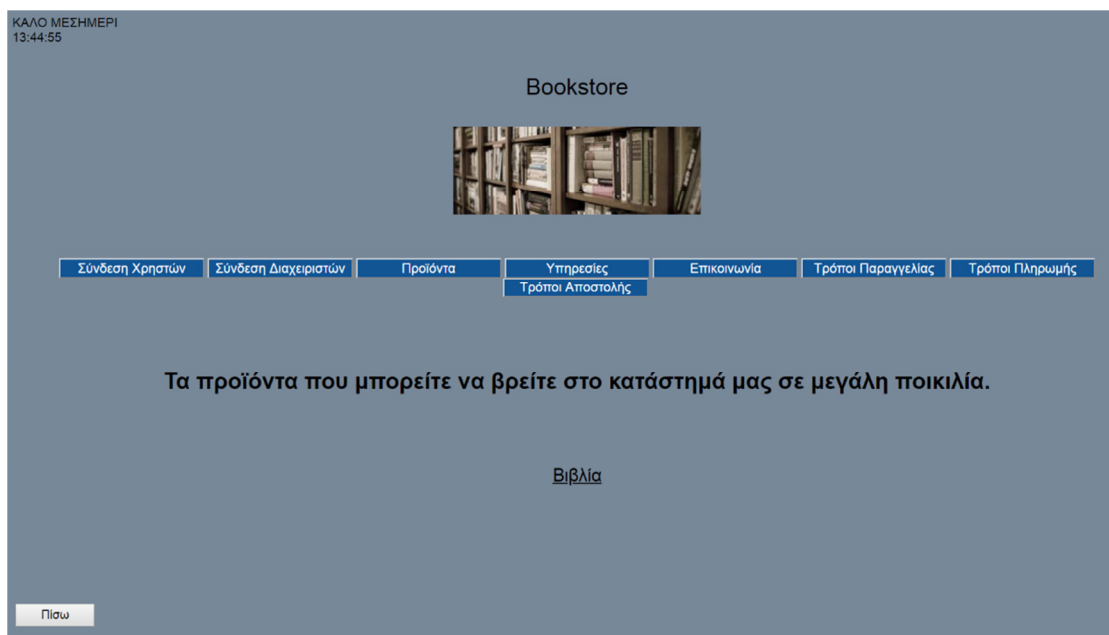 ΚΑΛΟ ΜΕΣΗΜΕΡΙ
13:44:55
Bookstore
Σύνδεση Χρηστών Σύνδεση Διαχειριστών Προϊόντα Υπηρεσίες Επικοινωνία Τρόποι Παραγγελίας Τρόποι Πληρωμής
Τρόποι Αποστολής
Τα προϊόντα που μπορείτε να βρείτε στο κατάστημά μας σε μεγάλη ποικιλία.
Βιβλία
Πίσω